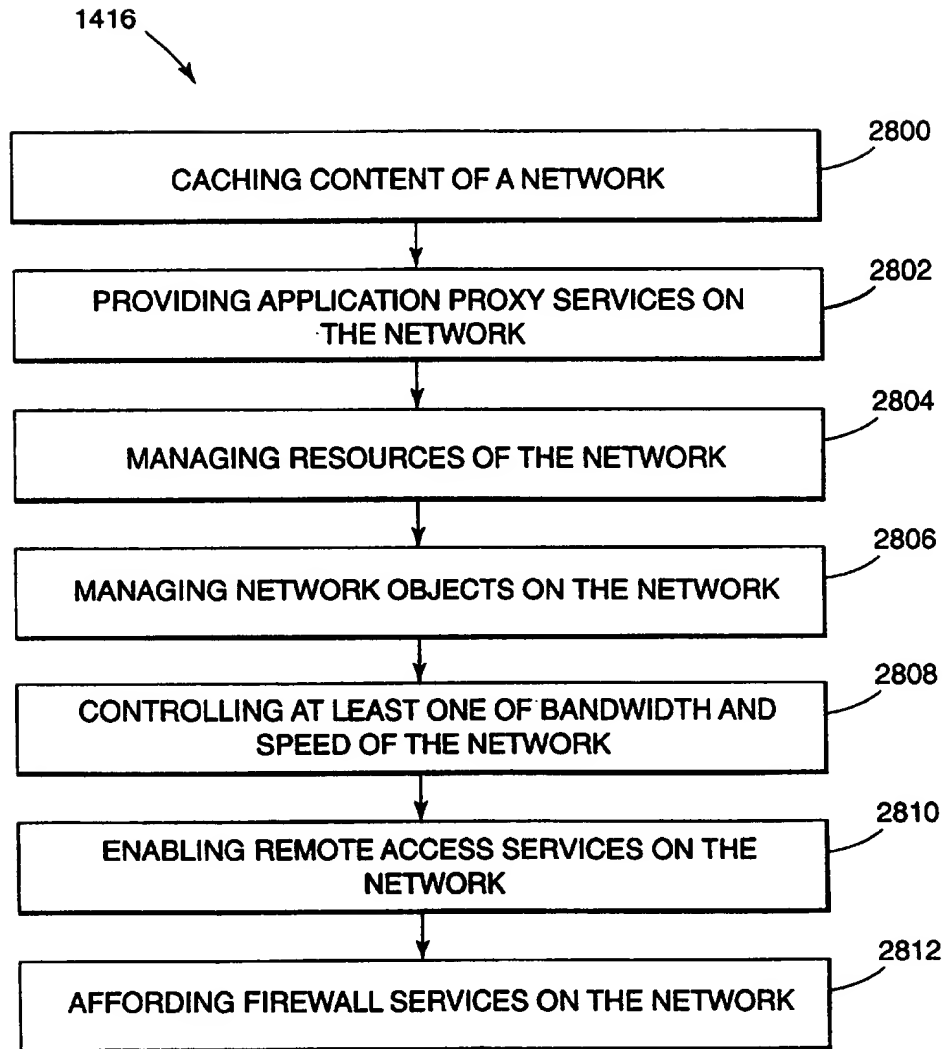 1416
2800
CACHING CONTENT OF A NETWORK
2802
PROVIDING APPLICATION PROXY SERVICES ON
THE NETWORK
2804
MANAGING RESOURCES OF THE NETWORK
2806
MANAGING NETWORK OBJECTS ON THE NETWORK
2808
CONTROLLING AT LEAST ONE OF BANDWIDTH AND
SPEED OF THE NETWORK
2810
ENABLING REMOTE ACCESS SERVICES ON THE
NETWORK
2812
AFFORDING FIREWALL SERVICES ON THE NETWORK